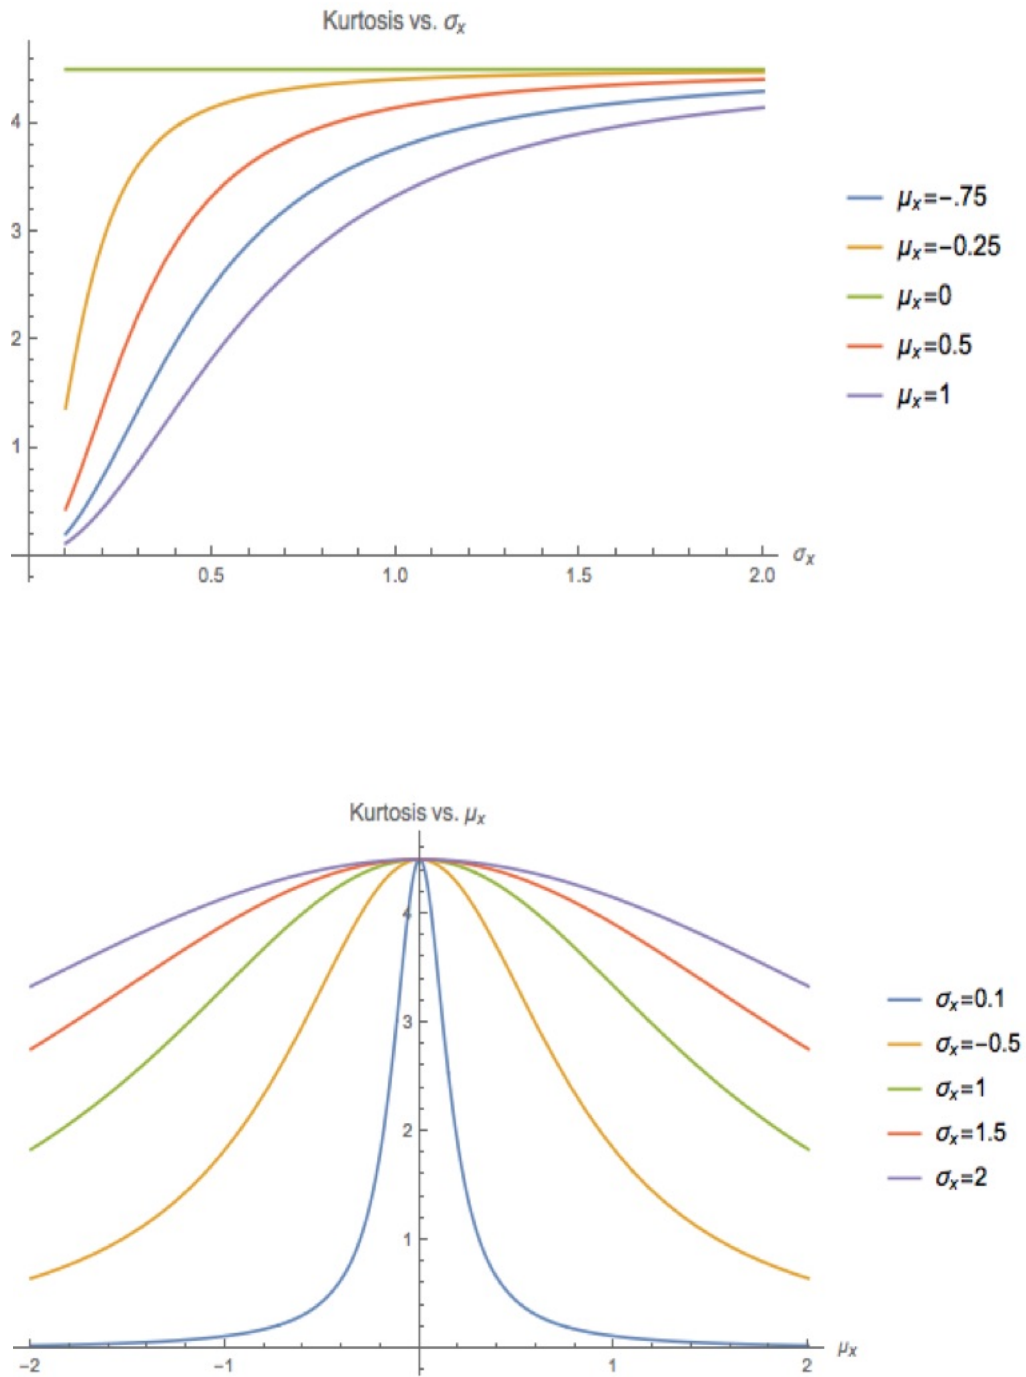 Kurtosis vs. σₓ
4
3
2
1
0.5 1.0 1.5 2.0 σₓ
μₓ=-.75
μₓ=-0.25
μₓ=0
μₓ=0.5
μₓ=1
Kurtosis vs. μₓ
4
3
2
1
-2 -1 1 2 μₓ
σₓ=0.1
σₓ=-0.5
σₓ=1
σₓ=1.5
σₓ=2